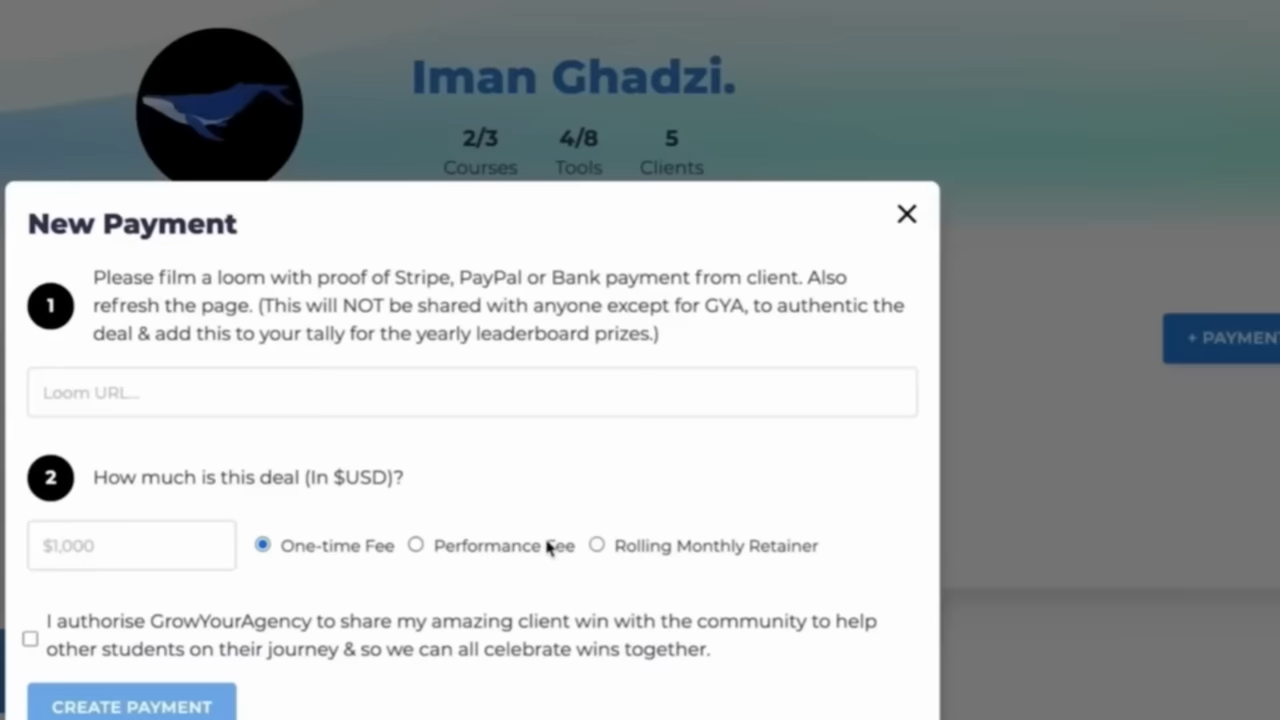 Iman Ghadzi.
2/3 4/8 5
Courses Tools Clients
New Payment
1 Please film a loom with proof of Stripe, PayPal or Bank payment from client. Also
refresh the page. (This will NOT be shared with anyone except for GYA, to authentic the
deal & add this to your tally for the yearly leaderboard prizes.)
+ PAYMENT
Loom URL...
2 How much is this deal (In $USD)?
$1,000 One-time Fee Performance Fee Rolling Monthly Retainer
I authorise GrowYourAgency to share my amazing client win with the community to help
other students on their journey & so we can all celebrate wins together.
CREATE PAYMENT